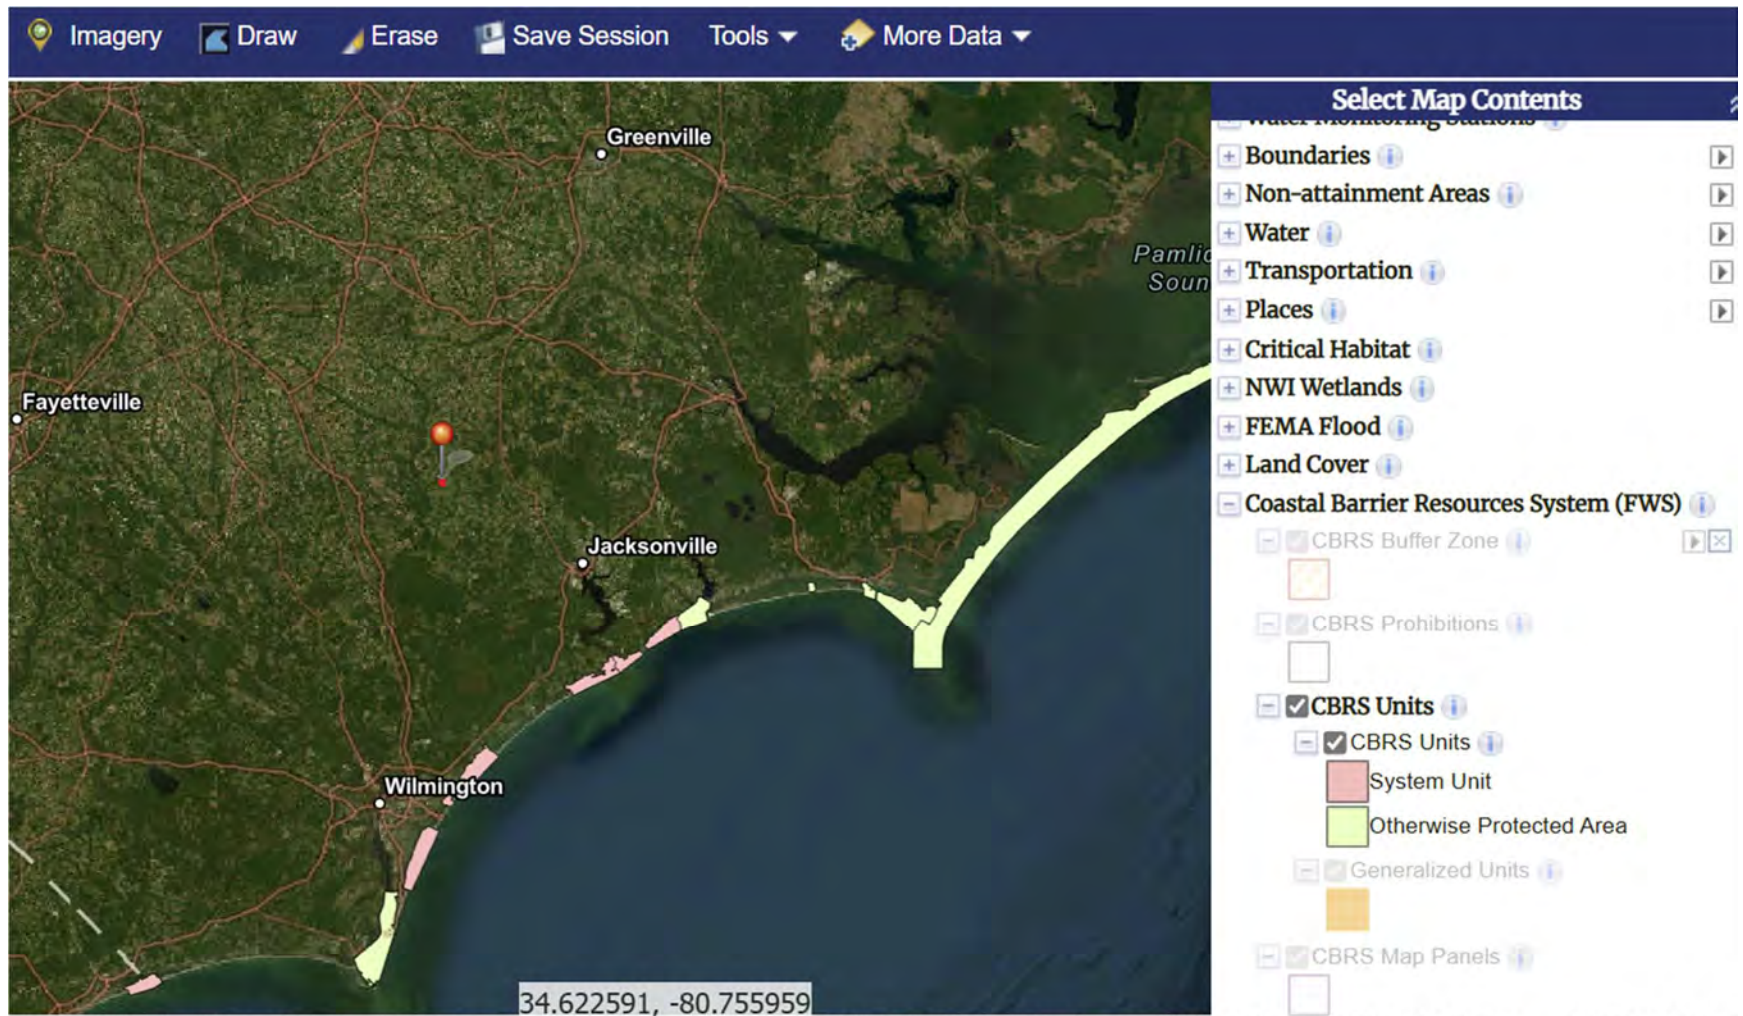 Imagery Draw Erase Save Session Tools More Data
Select Map Contents
Water Monitoring Stations
Boundaries
Non-attainment Areas
Water
Transportation
Places
Critical Habitat
NWI Wetlands
FEMA Flood
Land Cover
Coastal Barrier Resources System (FWS)
CBRS Buffer Zone
CBRS Prohibitions
CBRS Units
CBRS Units
System Unit
Otherwise Protected Area
Generalized Units
CBRS Map Panels
Greenville
Pamlic
Soun
Fayetteville
Jacksonville
Wilmington
34.622591, -80.755959